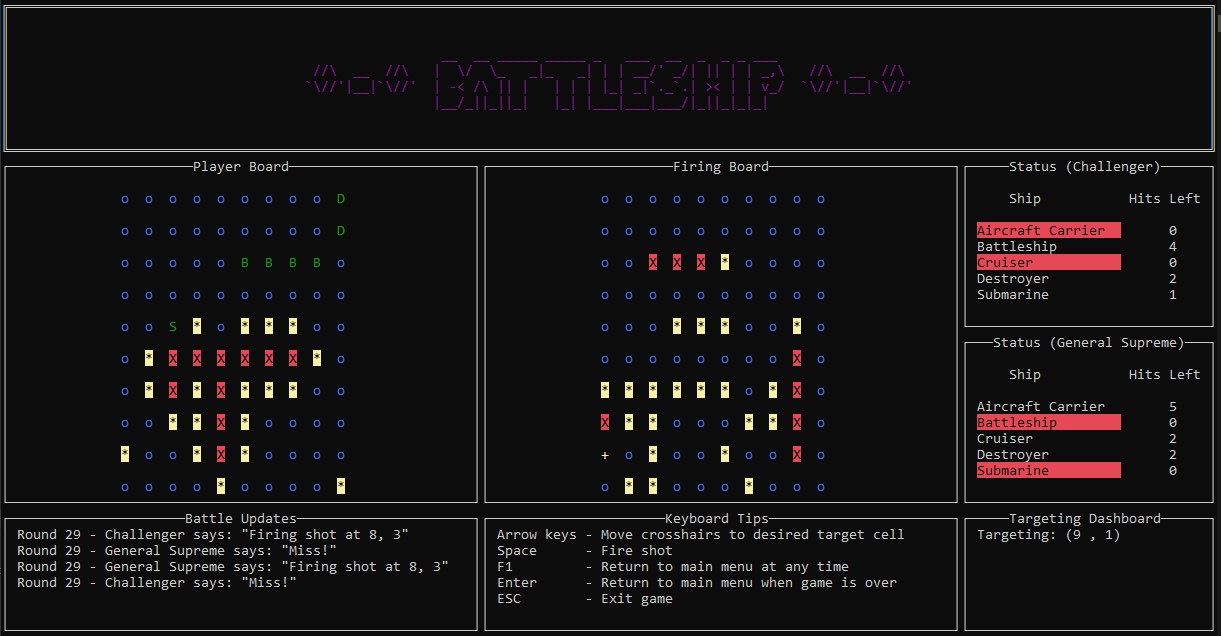 Player Board
o o o o o o o o o D
o o o o o o o o o D
o o o o o B B B B o
o o o o o o o o o o
o o S * o * * * o o
o * X X X X X X * o
o * X * X * * * o o
o o * * X * o o o o
* o o * X * o o o o
o o o o * o o o o *
Firing Board
o o o o o o o o o o
o o o o o o o o o o
o o X X X * o o o o
o o o o o o o o o o
o o o * * * o o * o
o o o o o o o o X o
* * * * * * o * X o
X * * o o o * * X o
+ o * o o * o o X o
o * * o o o * o o o
Status (Challenger)
Ship Hits Left
Aircraft Carrier 0
Battleship 4
Cruiser 0
Destroyer 2
Submarine 1
Status (General Supreme)
Ship Hits Left
Aircraft Carrier 5
Battleship 0
Cruiser 2
Destroyer 2
Submarine 0
Battle Updates
Round 29 - Challenger says: "Firing shot at 8, 3"
Round 29 - General Supreme says: "Miss!"
Round 29 - General Supreme says: "Firing shot at 8, 3"
Round 29 - Challenger says: "Miss!"
Keyboard Tips
Arrow keys - Move crosshairs to desired target cell
Space - Fire shot
F1 - Return to main menu at any time
Enter - Return to main menu when game is over
ESC - Exit game
Targeting Dashboard
Targeting: (9 , 1)